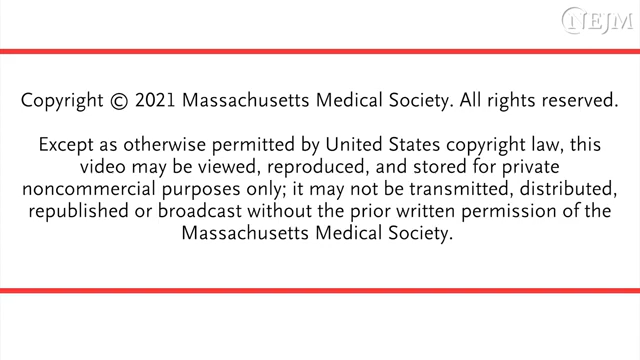 NEJM
Copyright © 2021 Massachusetts Medical Society. All rights reserved.
Except as otherwise permitted by United States copyright law, this
video may be viewed, reproduced, and stored for private
noncommercial purposes only; it may not be transmitted, distributed,
republished or broadcast without the prior written permission of the
Massachusetts Medical Society.